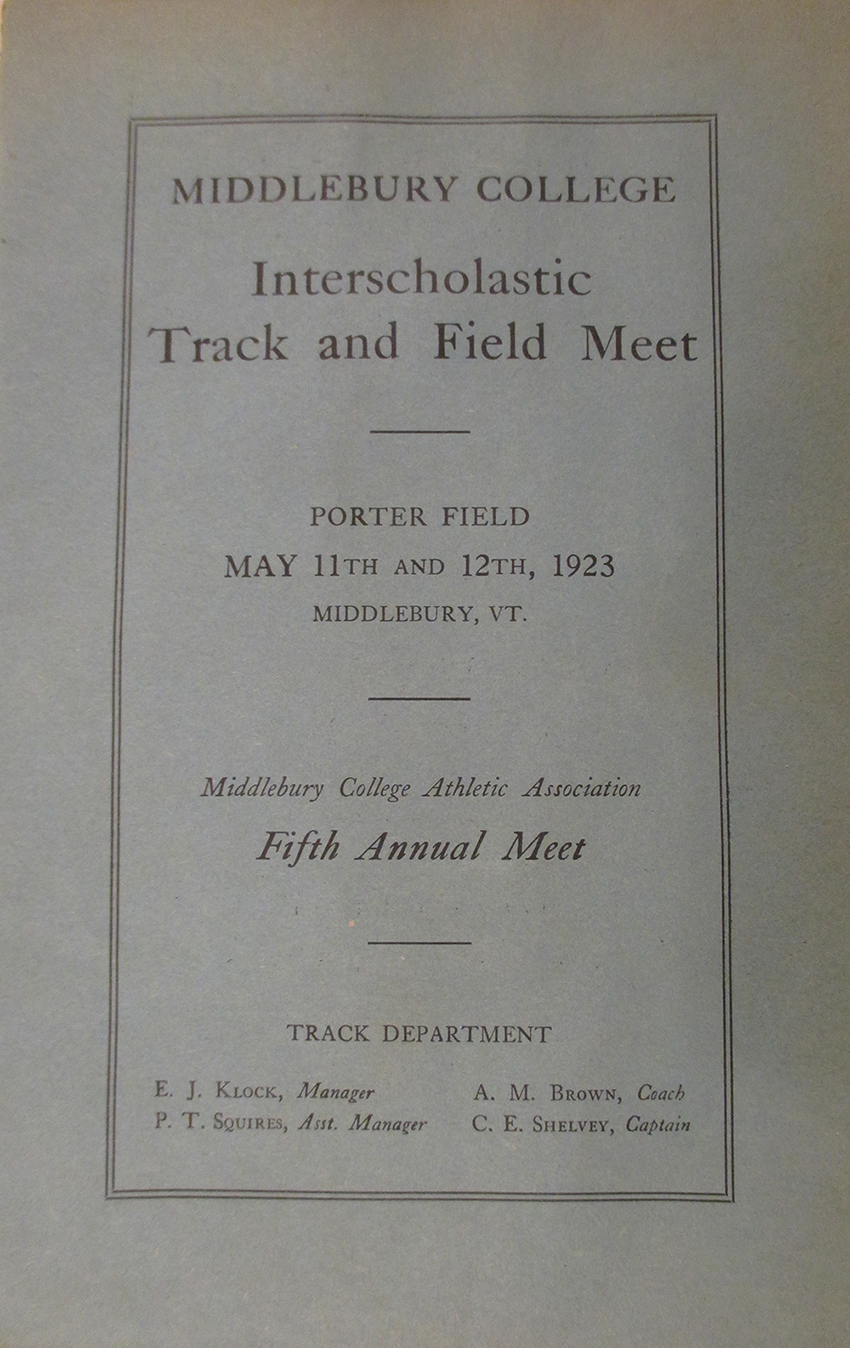 MIDDLEBURY COLLEGE
Interscholastic
Track and Field Meet
PORTER FIELD
MAY 11TH AND 12TH, 1923
MIDDLEBURY, VT.
Middlebury College Athletic Association
Fifth Annual Meet
TRACK DEPARTMENT
E. J. KLOCK, Manager A. M. BROWN, Coach
P. T. SQUIRES, Asst. Manager C. E. SHELVEY, Captain